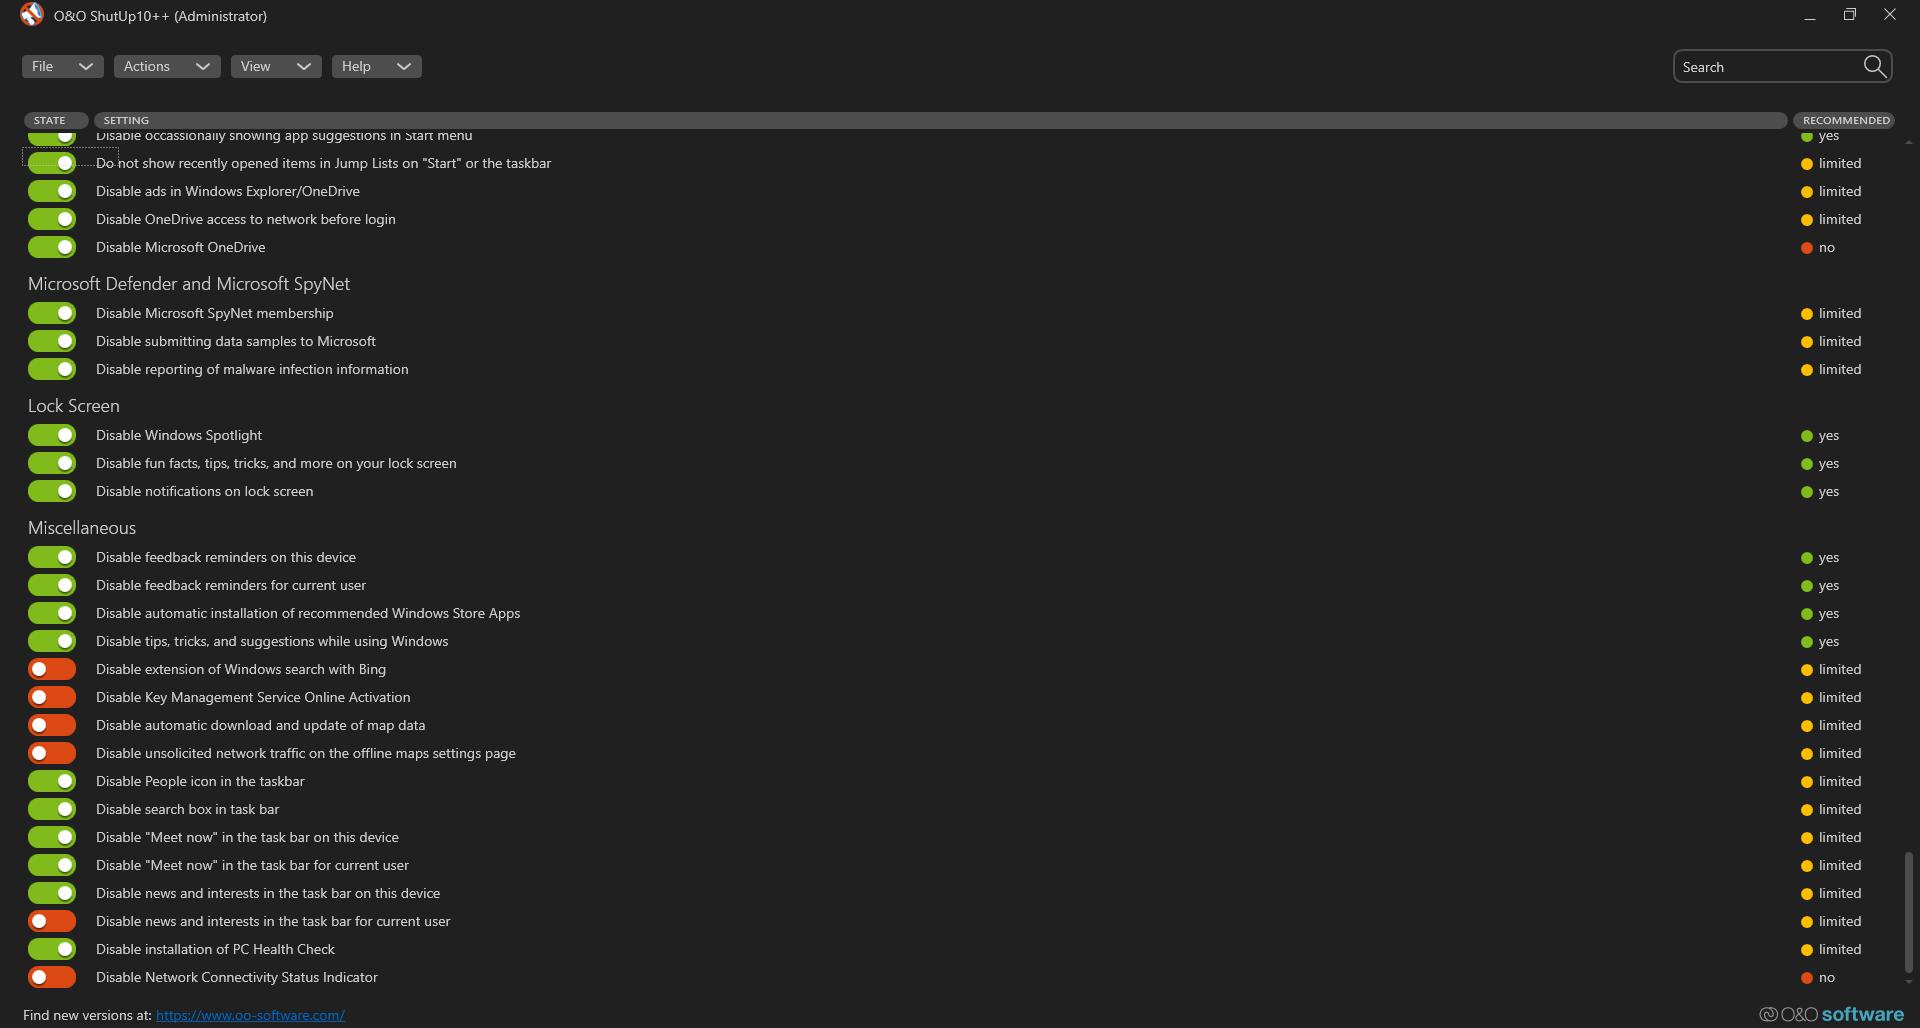 O&O ShutUp10++ (Administrator)
File Actions View Help Search
STATE SETTING RECOMMENDED
Disable occassionally showing app suggestions in Start menu yes
Do not show recently opened items in Jump Lists on "Start" or the taskbar limited
Disable ads in Windows Explorer/OneDrive limited
Disable OneDrive access to network before login limited
Disable Microsoft OneDrive no
Microsoft Defender and Microsoft SpyNet
Disable Microsoft SpyNet membership limited
Disable submitting data samples to Microsoft limited
Disable reporting of malware infection information limited
Lock Screen
Disable Windows Spotlight yes
Disable fun facts, tips, tricks, and more on your lock screen yes
Disable notifications on lock screen yes
Miscellaneous
Disable feedback reminders on this device yes
Disable feedback reminders for current user yes
Disable automatic installation of recommended Windows Store Apps yes
Disable tips, tricks, and suggestions while using Windows yes
Disable extension of Windows search with Bing limited
Disable Key Management Service Online Activation limited
Disable automatic download and update of map data limited
Disable unsolicited network traffic on the offline maps settings page limited
Disable People icon in the taskbar limited
Disable search box in task bar limited
Disable "Meet now" in the task bar on this device limited
Disable "Meet now" in the task bar for current user limited
Disable news and interests in the task bar on this device limited
Disable news and interests in the task bar for current user limited
Disable installation of PC Health Check limited
Disable Network Connectivity Status Indicator no
Find new versions at: https://www.oo-software.com/ O&O software